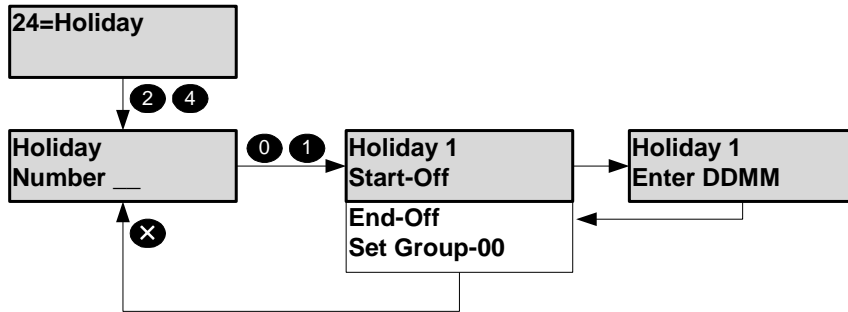 24=Holiday
2 4
Holiday
Number __
0 1
Holiday 1
Start-Off
End-Off
Set Group-00
Holiday 1
Enter DDMM